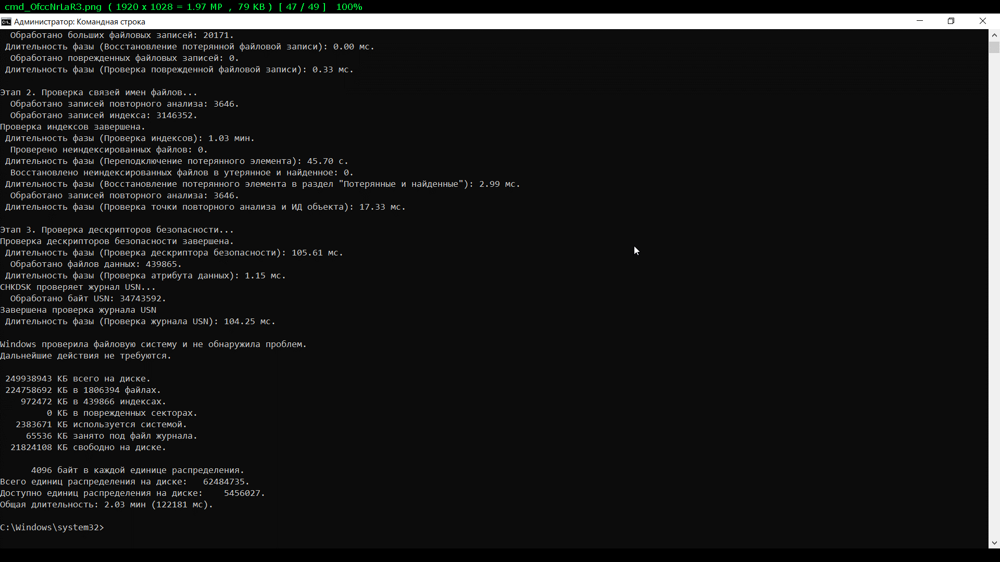 cmd_OfccNrLaR3.png ( 1920 x 1028 = 1.97 MP , 79 KB ) [ 47 / 49 ] 100%
Администратор: Командная строка
Обработано больших файловых записей: 20171.
Длительность фазы (Восстановление потерянной файловой записи): 0.00 мс.
Обработано поврежденных файловых записей: 0.
Длительность фазы (Проверка поврежденной файловой записи): 0.33 мс.
Этап 2. Проверка связей имен файлов...
Обработано записей повторного анализа: 3646.
Обработано записей индекса: 3146352.
Проверка индексов завершена.
Длительность фазы (Проверка индексов): 1.03 мин.
Проверено неиндексированных файлов: 0.
Длительность фазы (Переподключение потерянного элемента): 45.70 с.
Восстановлено неиндексированных файлов в утерянное и найденное: 0.
Длительность фазы (Восстановление потерянного элемента в раздел "Потерянные и найденные"): 2.99 мс.
Обработано записей повторного анализа: 3646.
Длительность фазы (Проверка точки повторного анализа и ИД объекта): 17.33 мс.
Этап 3. Проверка дескрипторов безопасности...
Проверка дескрипторов безопасности завершена.
Длительность фазы (Проверка дескриптора безопасности): 105.61 мс.
Обработано файлов данных: 439865.
Длительность фазы (Проверка атрибута данных): 1.15 мс.
CHKDSK проверяет журнал USN...
Обработано байт USN: 34743592.
Завершена проверка журнала USN
Длительность фазы (Проверка журнала USN): 104.25 мс.
Windows проверила файловую систему и не обнаружила проблем.
Дальнейшие действия не требуются.
249938943 КБ всего на диске.
224758692 КБ в 1806394 файлах.
972472 КБ в 439866 индексах.
0 КБ в поврежденных секторах.
2383671 КБ используется системой.
65536 КБ занято под файл журнала.
21824108 КБ свободно на диске.
4096 байт в каждой единице распределения.
Всего единиц распределения на диске: 62484735.
Доступно единиц распределения на диске: 5456027.
Общая длительность: 2.03 мин (122181 мс).
C:\Windows\system32>